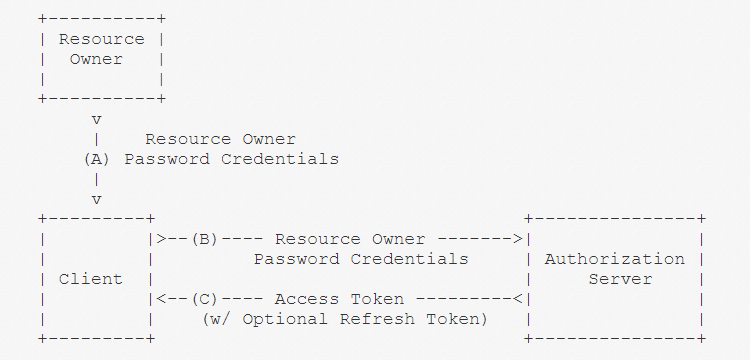 +----------+
| Resource |
|  Owner   |
|          |
+----------+
     v
     |    Resource Owner
    (A) Password Credentials
     |
     v
+---------+                                  +---------------+
|         |>--(B)---- Resource Owner ------->|               |
|         |         Password Credentials     | Authorization |
| Client  |                                  |     Server    |
|         |<--(C)---- Access Token ---------<|               |
|         |    (w/ Optional Refresh Token)   |               |
+---------+                                  +---------------+